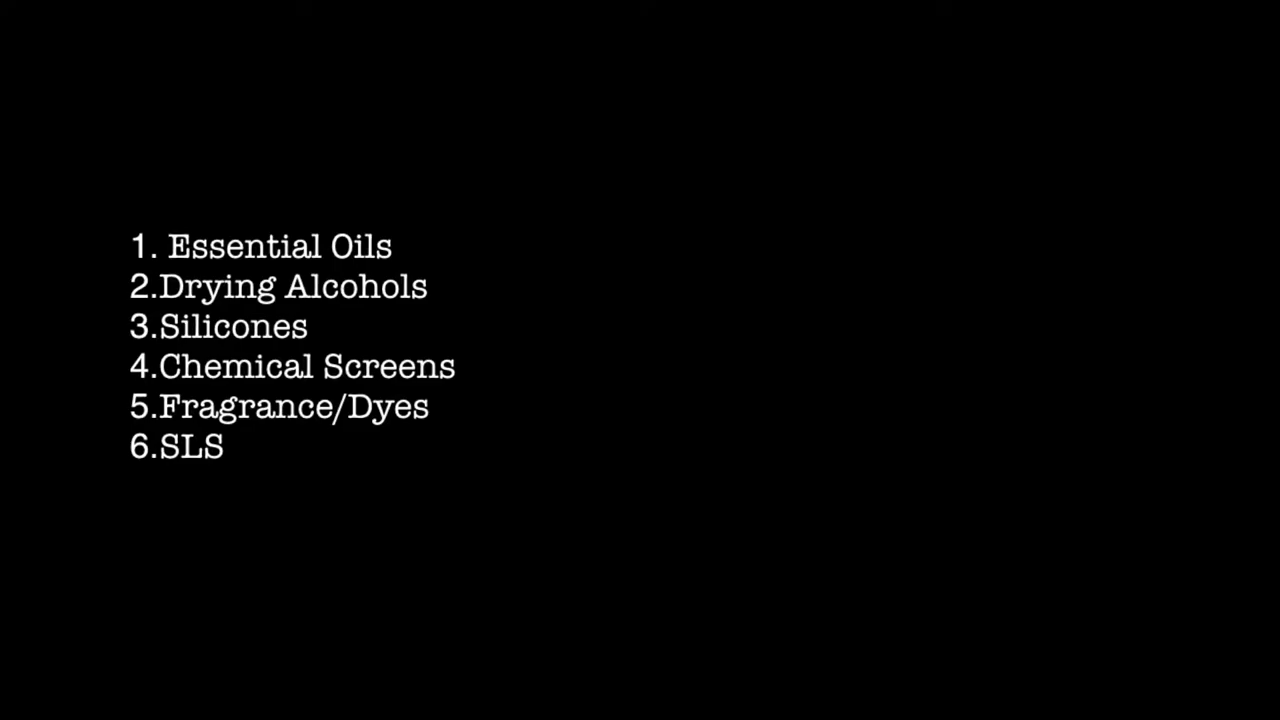 1. Essential Oils
2.Drying Alcohols
3.Silicones
4.Chemical Screens
5.Fragrance/Dyes
6.SLS